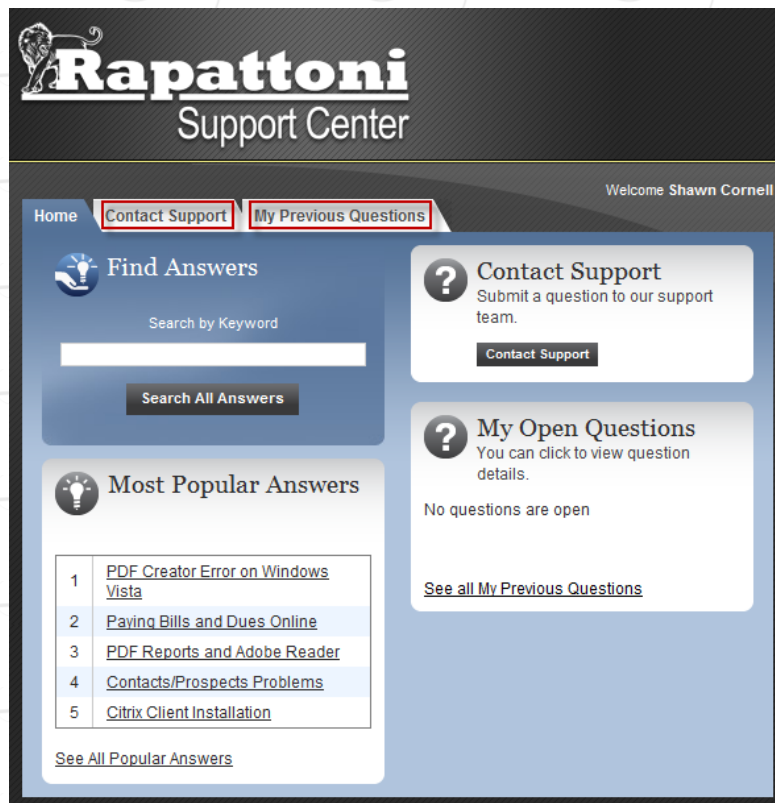 Rapattoni
Support Center
Welcome Shawn Cornell
Home
Contact Support
My Previous Questions
Find Answers
Search by Keyword
Search All Answers
Most Popular Answers
1 PDF Creator Error on Windows
Vista
2 Paying Bills and Dues Online
3 PDF Reports and Adobe Reader
4 Contacts/Prospects Problems
5 Citrix Client Installation
See All Popular Answers
Contact Support
Submit a question to our support
team.
Contact Support
My Open Questions
You can click to view question
details.
No questions are open
See all My Previous Questions